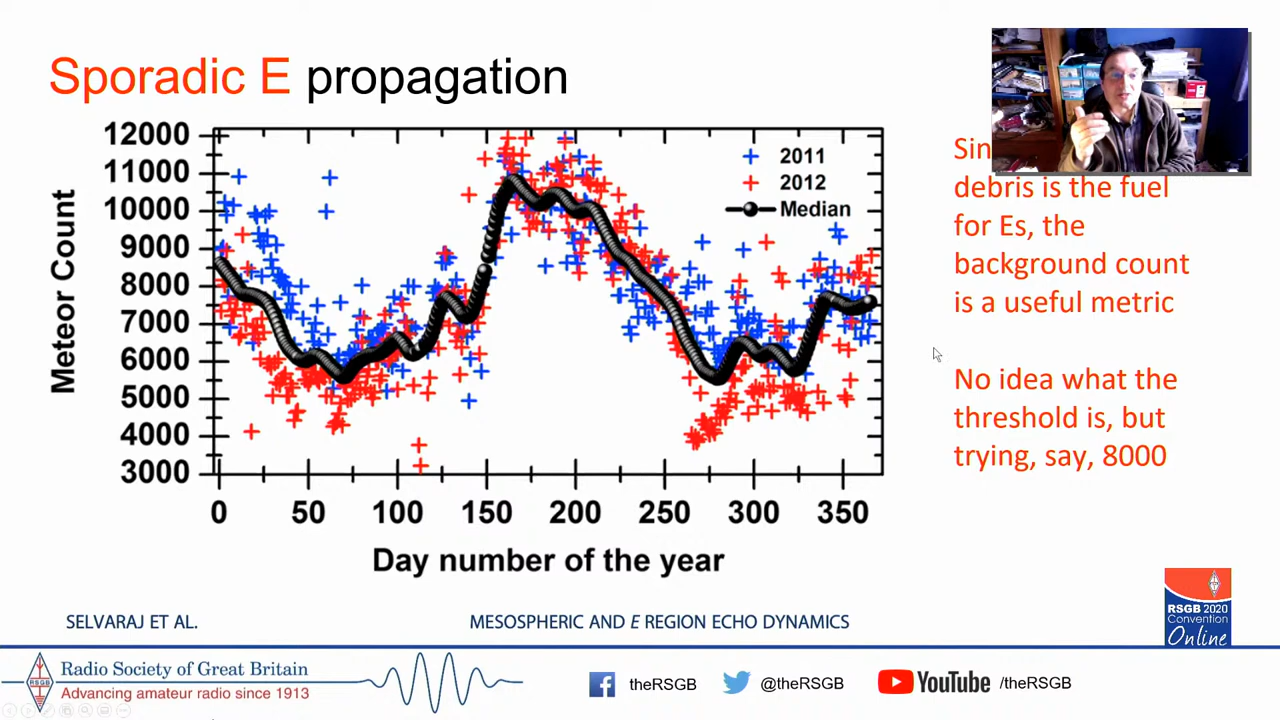 Sporadic E propagation
12000
11000
10000
9000
8000
7000
6000
5000
4000
3000
Meteor Count
2011
2012
Median
0 50 100 150 200 250 300 350
Day number of the year
Sin
debris is the fuel
for Es, the
background count
is a useful metric
No idea what the
threshold is, but
trying, say, 8000
SELVARAJ ET AL.
MESOSPHERIC AND E REGION ECHO DYNAMICS
RSGB 2020
Convention
Online
RSGB
Radio Society of Great Britain
Advancing amateur radio since 1913
theRSGB
@theRSGB
YouTube /theRSGB